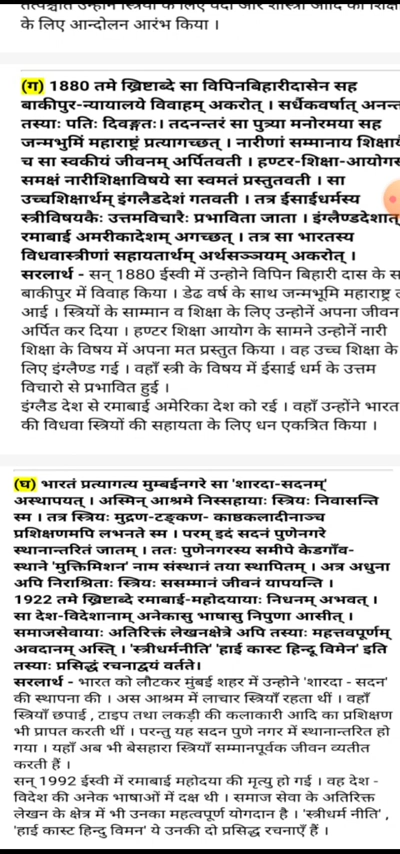 के लिए आन्दोलन आरंभ किया ।
(ग) 1880 तमे ख्रिष्टाब्दे सा विपिनबिहारीदासेन सह
बाकीपुर-न्यायालये विवाहम् अकरोत् । सार्धैकवर्षात् अनन्त
तस्याः पतिः दिवङ्गतः। तदनन्तरं सा पुत्र्या मनोरमया सह
जन्मभुमिं महाराष्ट्रं प्रत्यागच्छत् । नारीणां सम्मानाय शिक्षायै
च सा स्वकीयं जीवनम् अर्पितवती । हण्टर-शिक्षा-आयोगस
समक्षं नारीशिक्षाविषये सा स्वमतं प्रस्तुतवती । सा
उच्चशिक्षार्थम् इंगलैडदेशं गतवती । तत्र ईसाईधर्मस्य
स्त्रीविषयकैः उत्तमविचारैः प्रभाविता जाता । इंग्लैण्डदेशात्
रमाबाई अमरीकादेशम् अगच्छत् । तत्र सा भारतस्य
विधवास्त्रीणां सहायतार्थम् अर्थसञ्चयम् अकरोत् ।
सरलार्थ - सन् 1880 ईस्वी में उन्होने विपिन बिहारी दास के स
बाकीपुर में विवाह किया । डेढ वर्ष के साथ जन्मभूमि महाराष्ट्र
आई । स्त्रियों के साम्मान व शिक्षा के लिए उन्होनें अपना जीवन
अर्पित कर दिया । हण्टर शिक्षा आयोग के सामने उन्होनें नारी
शिक्षा के विषय में अपना मत प्रस्तुत किया । वह उच्च शिक्षा के
लिए इंग्लैण्ड गई । वहाँ स्त्री के विषय में ईसाई धर्म के उत्तम
विचारो से प्रभावित हुई ।
इंग्लैड देश से रमाबाई अमेरिका देश को रई । वहाँ उन्होंने भारत
की विधवा स्त्रियों की सहायता के लिए धन एकत्रित किया ।
(घ) भारतं प्रत्यागत्य मुम्बईनगरे सा 'शारदा-सदनम्'
अस्थापयत् । अस्मिन् आश्रमे निस्सहायाः स्त्रियः निवासन्ति
स्म । तत्र स्त्रियः मुद्रण-टङ्कण- काष्ठकलादीनाञ्च
प्रशिक्षणमपि लभनते स्म । परम् इदं सदनं पुणेनगरे
स्थानान्तरितं जातम् । ततः पुणेनगरस्य समीपे केडगाँव-
स्थाने 'मुक्तिमिशन' नाम संस्थानं तया स्थापितम् । अत्र अधुना
अपि निराश्रिताः स्त्रियः ससम्मानं जीवनं यापयन्ति ।
1922 तमे ख्रिष्टाब्दे रमाबाई-महोदयायाः निधनम् अभवत् ।
सा देश-विदेशानाम् अनेकासु भाषासु निपुणा आसीत् ।
समाजसेवायाः अतिरिक्तं लेखनक्षेत्रे अपि तस्याः महत्तवपूर्णम्
अवदानम् अस्ति । 'स्त्रीधर्मनीति' 'हाई कास्ट हिन्दू विमेन' इति
तस्याः प्रसिद्धं रचनाद्वयं वर्तते।
सरलार्थ - भारत को लौटकर मुंबई शहर में उन्होने 'शारदा - सदन'
की स्थापना की । अस आश्रम में लाचार स्त्रियाँ रहता थीं । वहाँ
स्त्रियाँ छपाई , टाइप तथा लकड़ी की कलाकारी आदि का प्रशिक्षण
भी प्रापत करती थीं । परन्तु यह सदन पुणे नगर में स्थानान्तरित हो
गया । यहाँ अब भी बेसहारा स्त्रियाँ सम्मानपूर्वक जीवन व्यतीत
करती हैं ।
सन् 1992 ईस्वी में रमाबाई महोदया की मृत्यु हो गई । वह देश -
विदेश की अनेक भाषाओं में दक्ष थी । समाज सेवा के अतिरिक्त
लेखन के क्षेत्र में भी उनका महत्वपूर्ण योगदान है । 'स्त्रीधर्म नीति' ,
'हाई कास्ट हिन्दु विमन' ये उनकी दो प्रसिद्ध रचनाएँ हैं ।